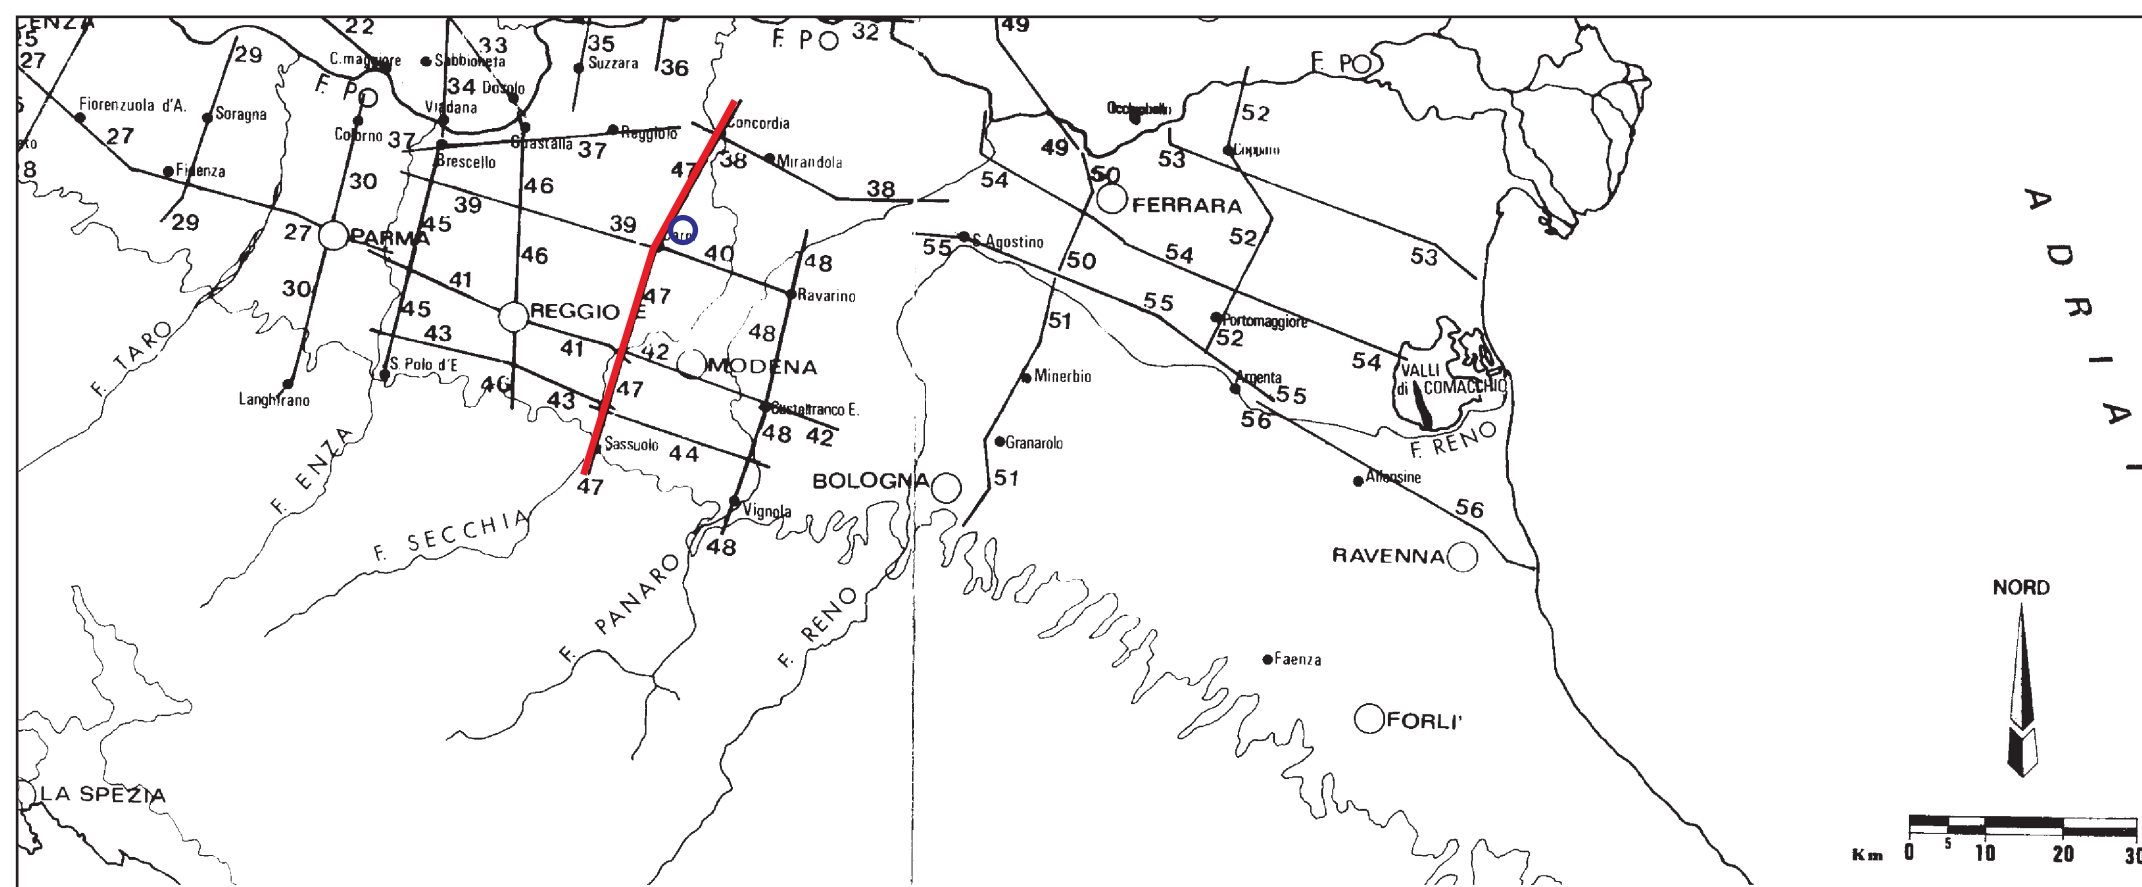 22
33
35
F. PO
32
49
29
C.maggiore
Sabbioneta
Suzzara
36
F. PO
27
F. PO
34
Dosolo
52
Fiorenzuola d'A.
Soragna
Viadana
Concordia
27
Colorno
37
Guastalla
37
Reggiolo
49
53
Copparo
Brescello
38
Mirandola
8
Fidenza
30
46
47
38
54
50
FERRARA
29
39
39
27
PARMA
45
40
48
55
S. Agostino
52
54
53
46
50
30
41
47
Ravarino
55
45
REGGIO E
43
41
48
51
Portomaggiore
52
F. TARO
42
MODENA
54
VALLI
di COMACCHIO
S. Polo d'E
46
47
Minerbio
Argenta
55
Langhirano
43
Castelfranco E.
56
48
42
F. RENO
F. ENZA
Sassuolo
44
Granarolo
47
BOLOGNA
51
Alfonsine
56
F. SECCHIA
Vignola
48
RAVENNA
F. PANARO
F. RENO
NORD
Faenza
FORLI'
LA SPEZIA
A D R I A
Km 0 5 10 20 30